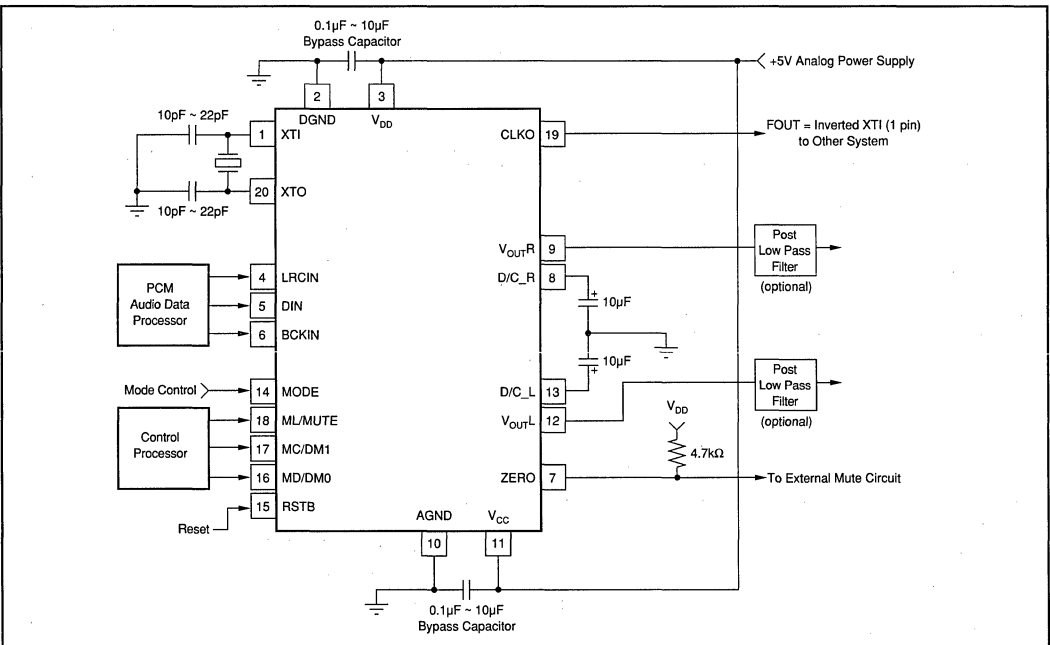 0.1µF ~ 10µF
Bypass Capacitor
+5V Analog Power Supply
2
3
DGND
VDD
10pF ~ 22pF
1
XTI
CLKO
19
FOUT = Inverted XTI (1 pin)
to Other System
20
XTO
10pF ~ 22pF
VOUTR
9
Post
Low Pass
Filter
(optional)
PCM
Audio Data
Processor
4
LRCIN
5
DIN
6
BCKIN
D/C_R
8
+
10µF
10µF
+
D/C_L
13
Mode Control
14
MODE
VOUTL
12
Post
Low Pass
Filter
(optional)
Control
Processor
18
ML/MUTE
17
MC/DM1
16
MD/DM0
VDD
4.7kΩ
ZERO
7
To External Mute Circuit
Reset
15
RSTB
AGND
VCC
10
11
0.1µF ~ 10µF
Bypass Capacitor